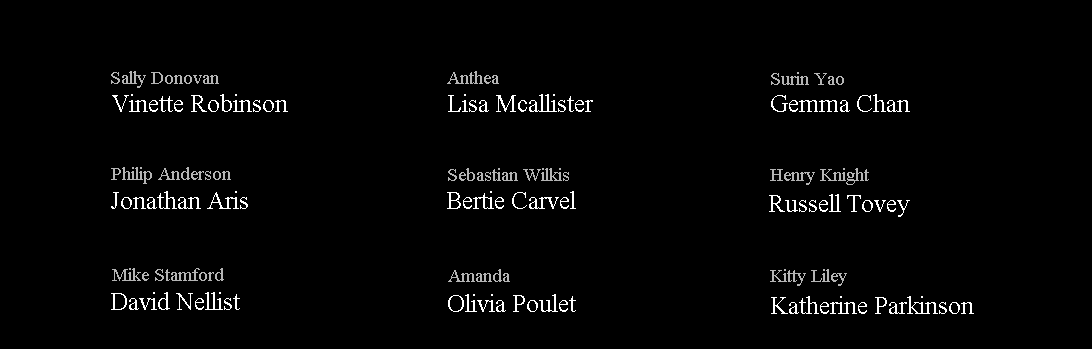 Sally Donovan
Vinette Robinson
Anthea
Lisa Mcallister
Surin Yao
Gemma Chan
Philip Anderson
Jonathan Aris
Sebastian Wilkis
Bertie Carvel
Henry Knight
Russell Tovey
Mike Stamford
David Nellist
Amanda
Olivia Poulet
Kitty Liley
Katherine Parkinson